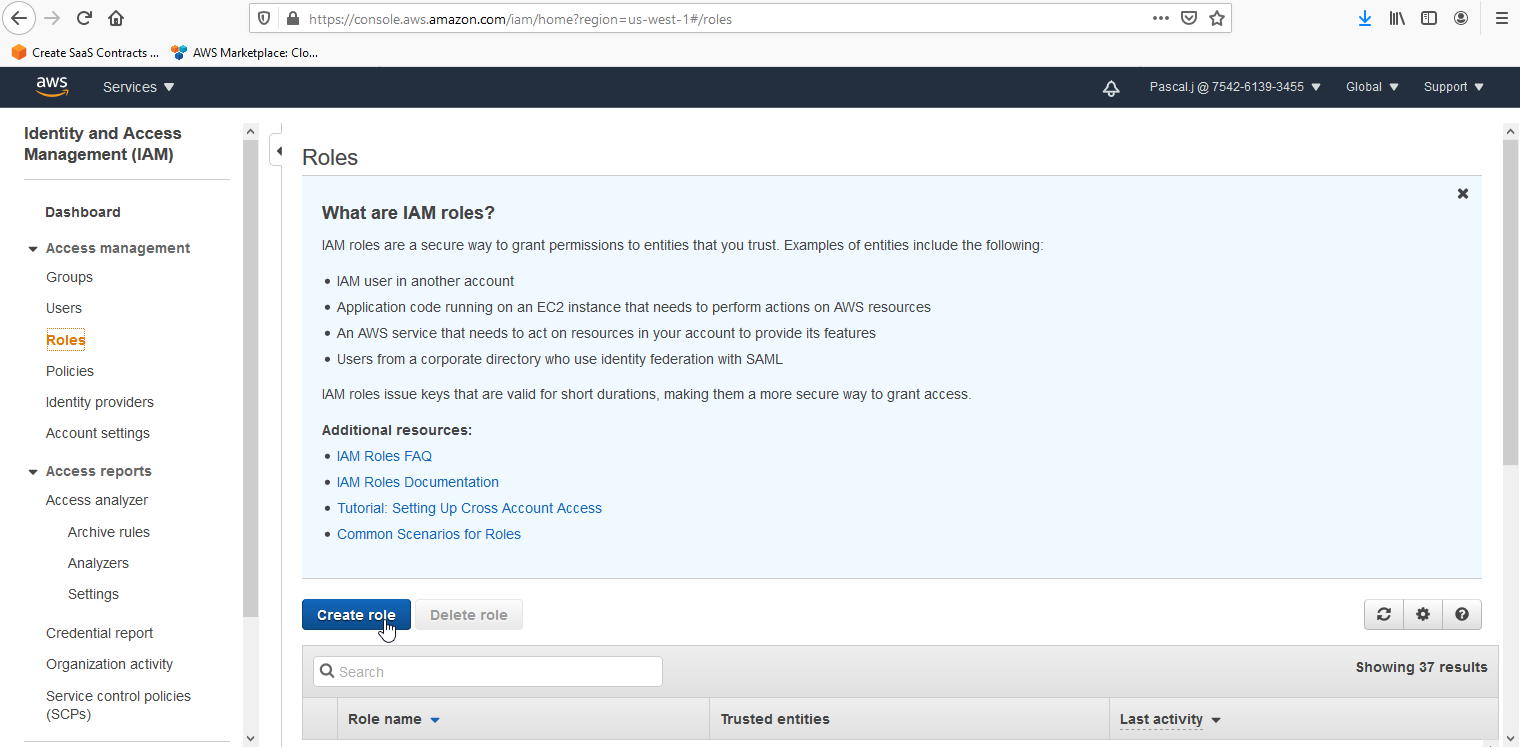 https://console.aws.amazon.com/iam/home?region=us-west-1#/roles
Create SaaS Contracts ... AWS Marketplace: Clo...
aws Services Pascal.j @ 7542-6139-3455 Global Support
Identity and Access
Management (IAM)
Dashboard
Access management
Groups
Users
Roles
Policies
Identity providers
Account settings
Access reports
Access analyzer
Archive rules
Analyzers
Settings
Credential report
Organization activity
Service control policies
(SCPs)
Roles
What are IAM roles?
IAM roles are a secure way to grant permissions to entities that you trust. Examples of entities include the following:
• IAM user in another account
• Application code running on an EC2 instance that needs to perform actions on AWS resources
• An AWS service that needs to act on resources in your account to provide its features
• Users from a corporate directory who use identity federation with SAML
IAM roles issue keys that are valid for short durations, making them a more secure way to grant access.
Additional resources:
• IAM Roles FAQ
• IAM Roles Documentation
• Tutorial: Setting Up Cross Account Access
• Common Scenarios for Roles
Create role Delete role
Search Showing 37 results
Role name Trusted entities Last activity